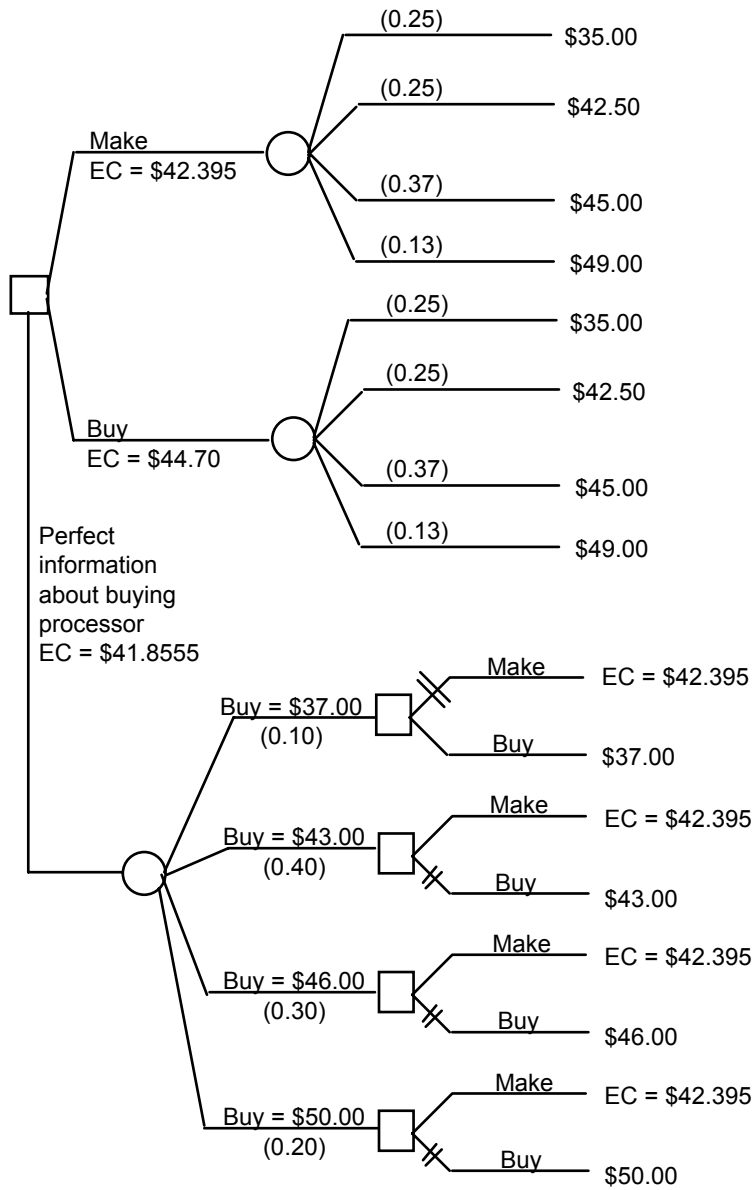 (0.25)
$35.00
(0.25)
$42.50
Make
EC = $42.395
(0.37)
$45.00
(0.13)
$49.00
(0.25)
$35.00
(0.25)
$42.50
Buy
EC = $44.70
(0.37)
$45.00
(0.13)
$49.00
Perfect
information
about buying
processor
EC = $41.8555
Make
EC = $42.395
Buy = $37.00
(0.10)
Buy
$37.00
Make
EC = $42.395
Buy = $43.00
(0.40)
Buy
$43.00
Make
EC = $42.395
Buy = $46.00
(0.30)
Buy
$46.00
Make
EC = $42.395
Buy = $50.00
(0.20)
Buy
$50.00